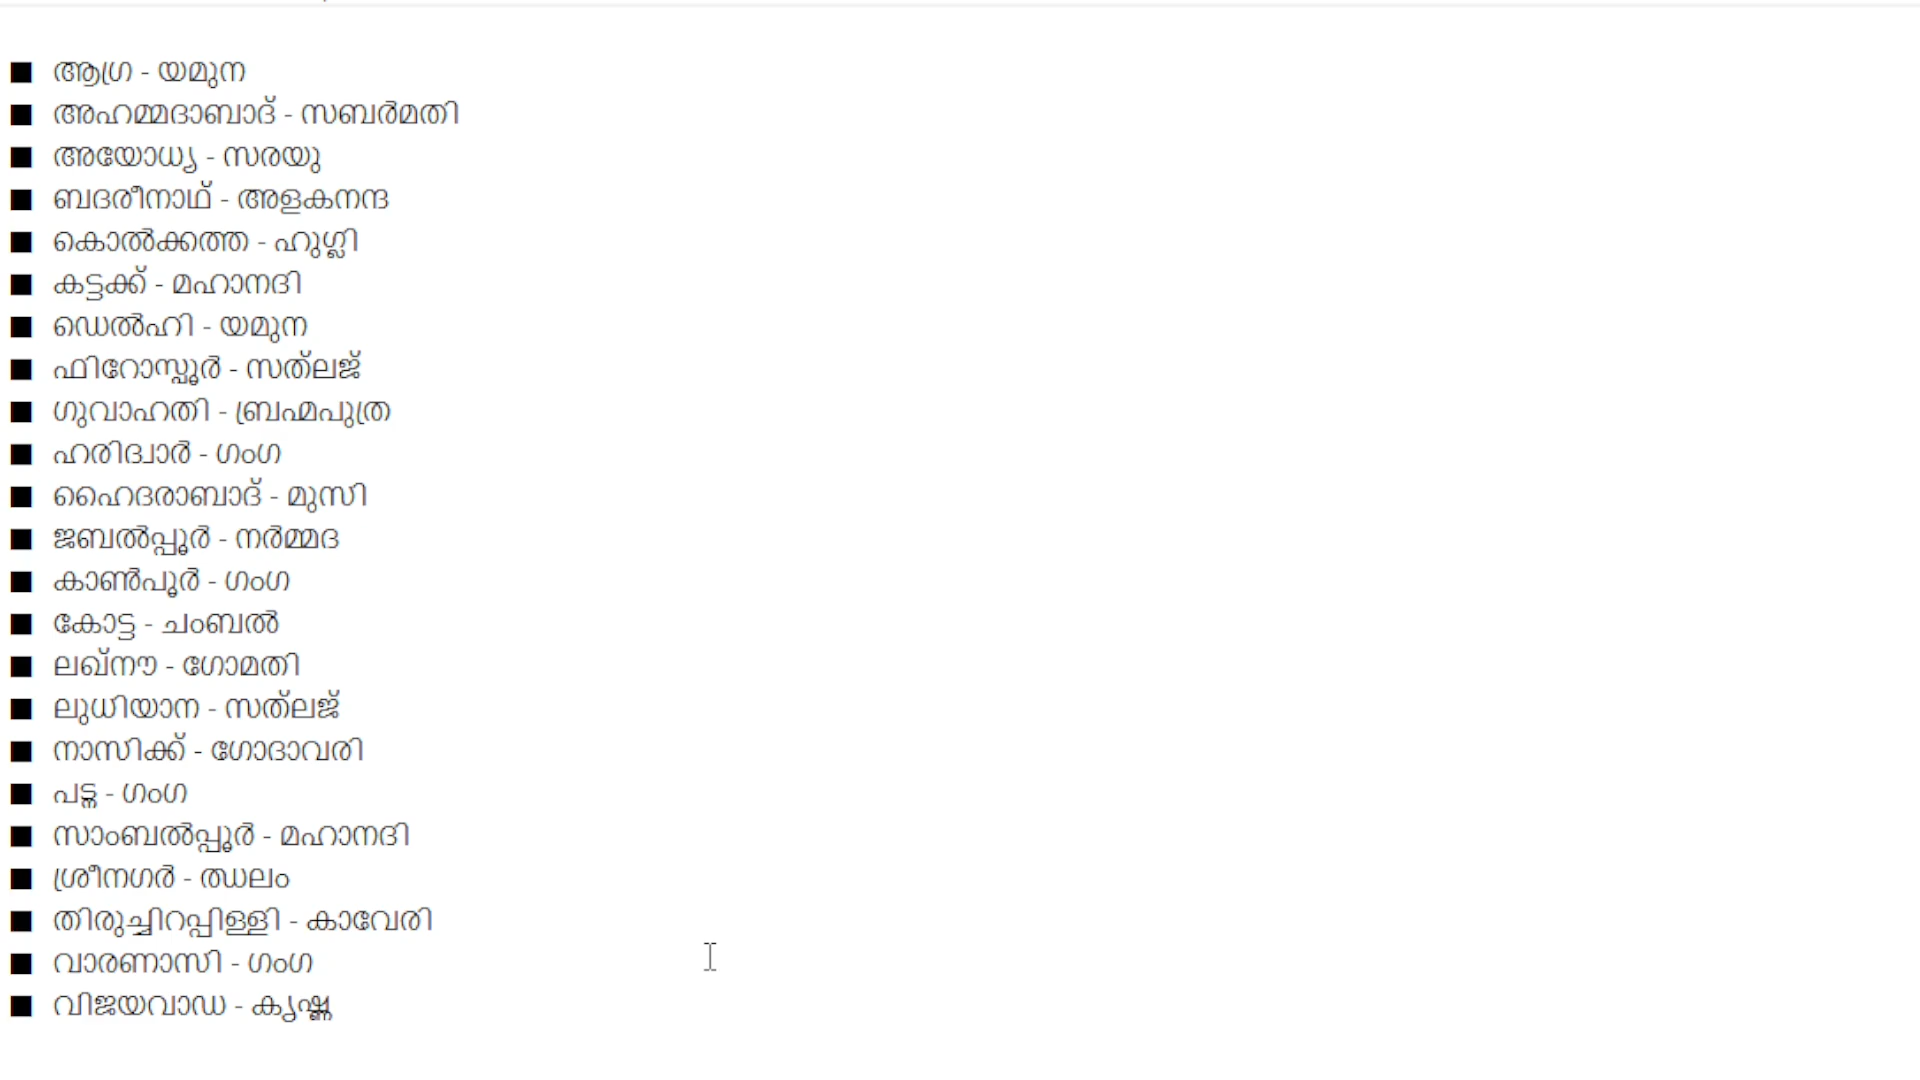 ■ ആഗ്ര - യമുന
■ അഹമ്മദാബാദ് - സബർമതി
■ അയോധ്യ - സരയു
■ ബദരീനാഥ് - അളകനന്ദ
■ കൊൽക്കത്ത - ഹുഗ്ലി
■ കട്ടക്ക് - മഹാനദി
■ ഡെൽഹി - യമുന
■ ഫിറോസ്പൂർ - സത്‌ലജ്
■ ഗുവാഹതി - ബ്രഹ്മപുത്ര
■ ഹരിദ്വാർ - ഗംഗ
■ ഹൈദരാബാദ് - മുസി
■ ജബൽപ്പൂർ - നർമ്മദ
■ കാൺപൂർ - ഗംഗ
■ കോട്ട - ചംബൽ
■ ലഖ്നൗ - ഗോമതി
■ ലുധിയാന - സത്‌ലജ്
■ നാസിക്ക് - ഗോദാവരി
■ പട്ന - ഗംഗ
■ സാംബൽപ്പൂർ - മഹാനദി
■ ശ്രീനഗർ - ഝലം
■ തിരുച്ചിറപ്പിള്ളി - കാവേരി
■ വാരണാസി - ഗംഗ
■ വിജയവാഡ - കൃഷ്ണ